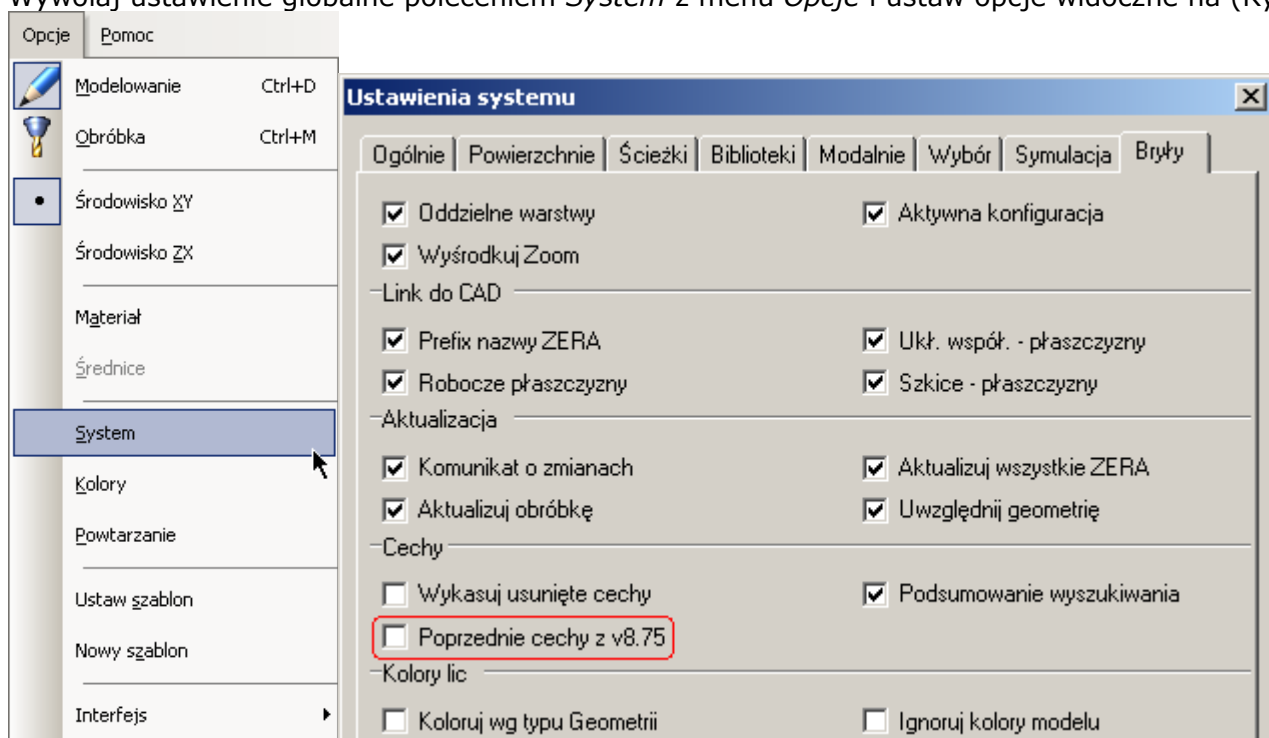 Wywołaj ustawienie globalne poleceniem System z menu Opcje i ustaw opcje widoczne na
Opcje Pomoc
Modelowanie Ctrl+D
Obróbka Ctrl+M
Środowisko XY
Środowisko ZX
Materiał
Średnice
System
Kolory
Powtarzanie
Ustaw szablon
Nowy szablon
Interfejs
Ustawienia systemu
Ogólnie Powierzchnie Ścieżki Biblioteki Modalnie Wybór Symulacja Bryły
Oddzielne warstwy Aktywna konfiguracja
Wyśrodkuj Zoom
Link do CAD
Prefix nazwy ZERA Ukł. współ. - płaszczyzny
Robocze płaszczyzny Szkice - płaszczyzny
Aktualizacja
Komunikat o zmianach Aktualizuj wszystkie ZERA
Aktualizuj obróbkę Uwzględnij geometrię
Cechy
Wykasuj usunięte cechy Podsumowanie wyszukiwania
Poprzednie cechy z v8.75
Kolory lic
Koloruj wg typu Geometrii Ignoruj kolory modelu